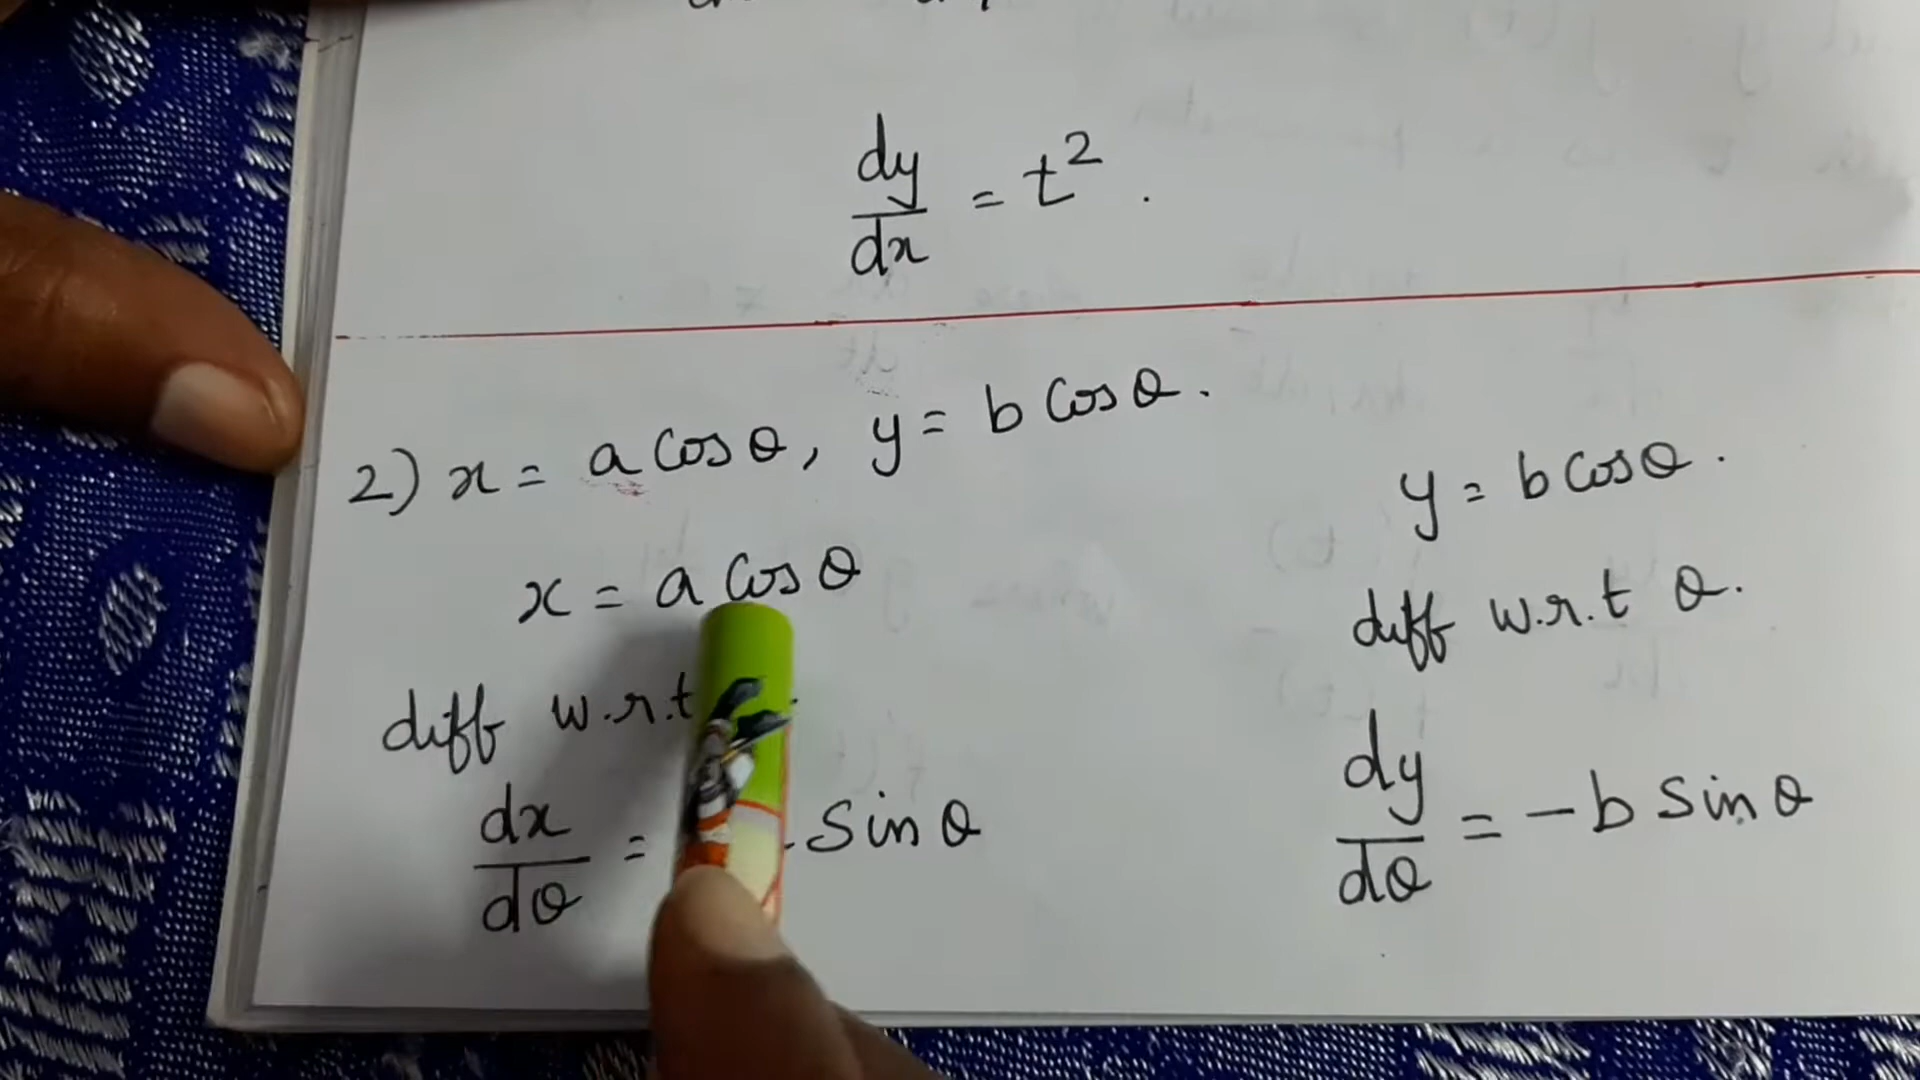 dy/dx = t² .
2) x = a Cos θ, y = b Cos θ.
x = a Cos θ
diff w.r.t
dx/dθ = Sin θ
y = b Cos θ .
diff w.r.t θ.
dy/dθ = - b Sin θ